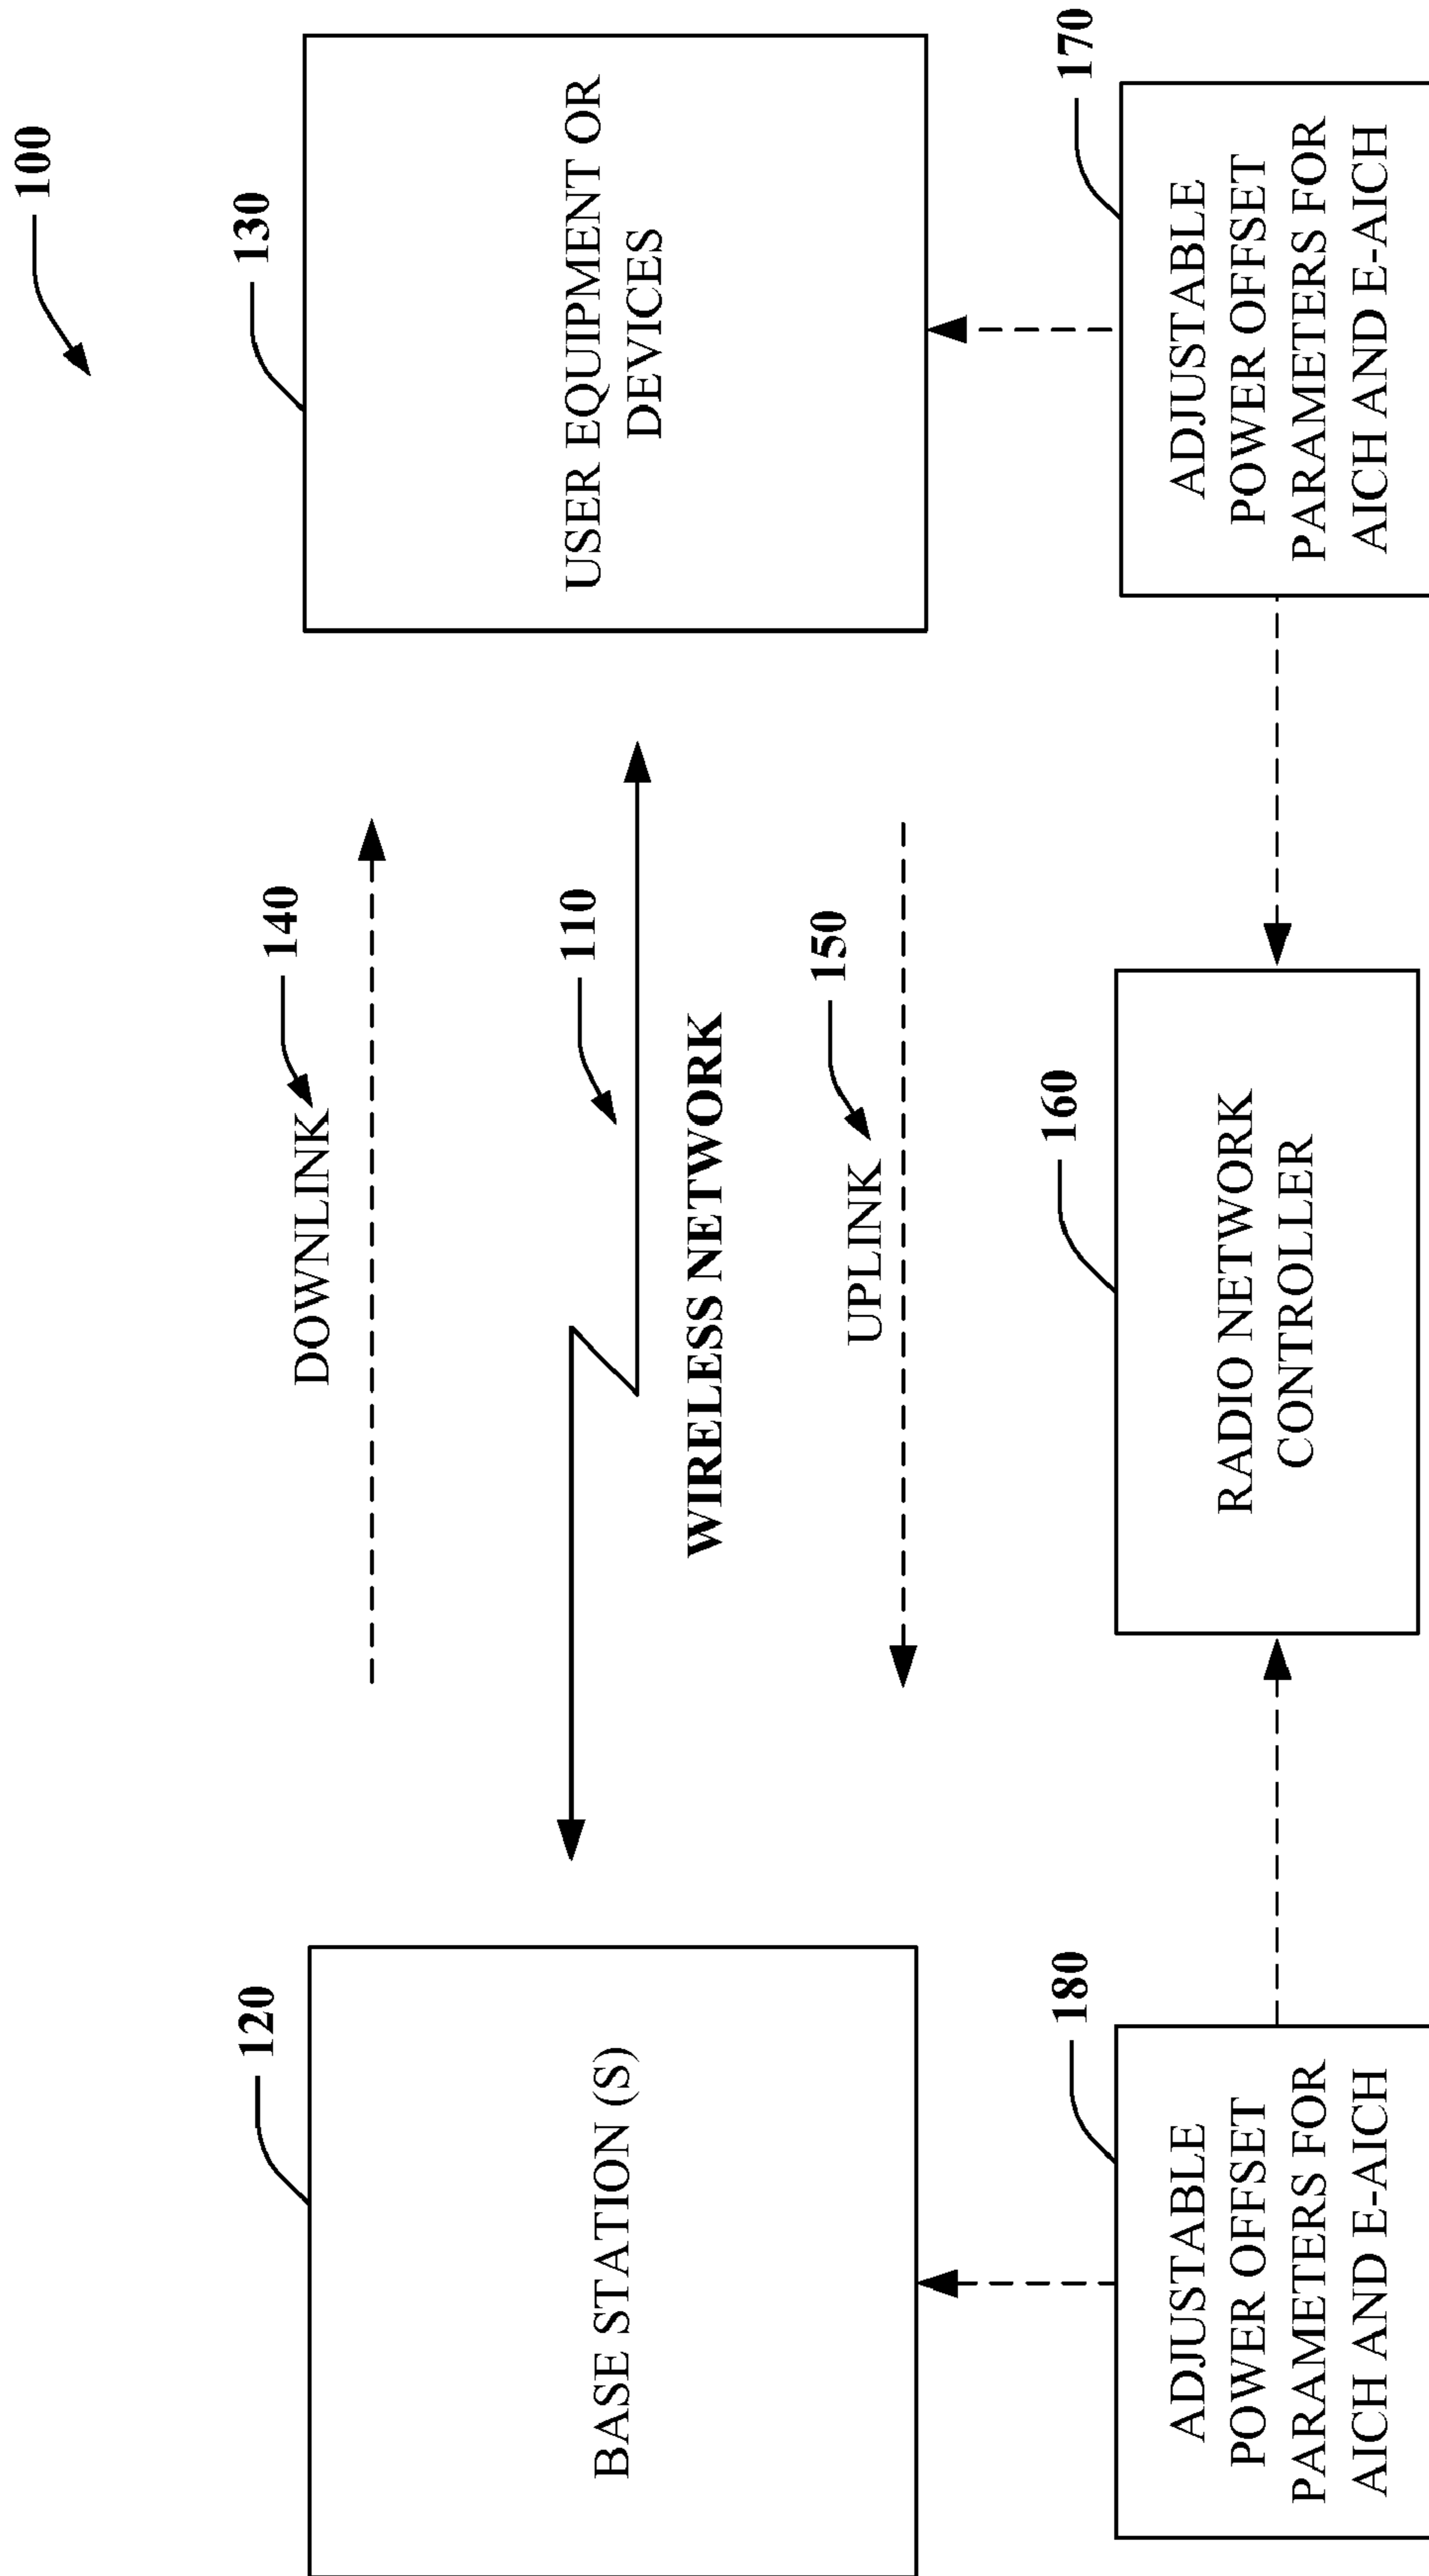 100
120
BASE STATION (S)
DOWNLINK
140
110
WIRELESS NETWORK
UPLINK
150
130
USER EQUIPMENT OR
DEVICES
180
ADJUSTABLE
POWER OFFSET
PARAMETERS FOR
AICH AND E-AICH
160
RADIO NETWORK
CONTROLLER
170
ADJUSTABLE
POWER OFFSET
PARAMETERS FOR
AICH AND E-AICH